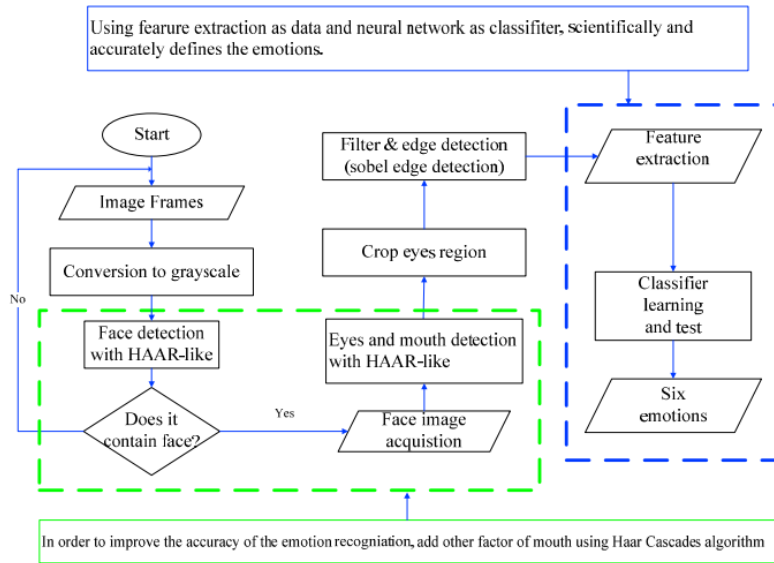 Using fearure extraction as data and neural network as classifiter, scientifically and
accurately defines the emotions.
Start
Image Frames
Conversion to grayscale
No
Face detection
with HAAR-like
Does it
contain face?
Yes
Face image
acquistion
Eyes and mouth detection
with HAAR-like
Crop eyes region
Filter & edge detection
(sobel edge detection)
Feature
extraction
Classifier
learning
and test
Six
emotions
In order to improve the accuracy of the emotion recogniation, add other factor of mouth using Haar Cascades algorithm